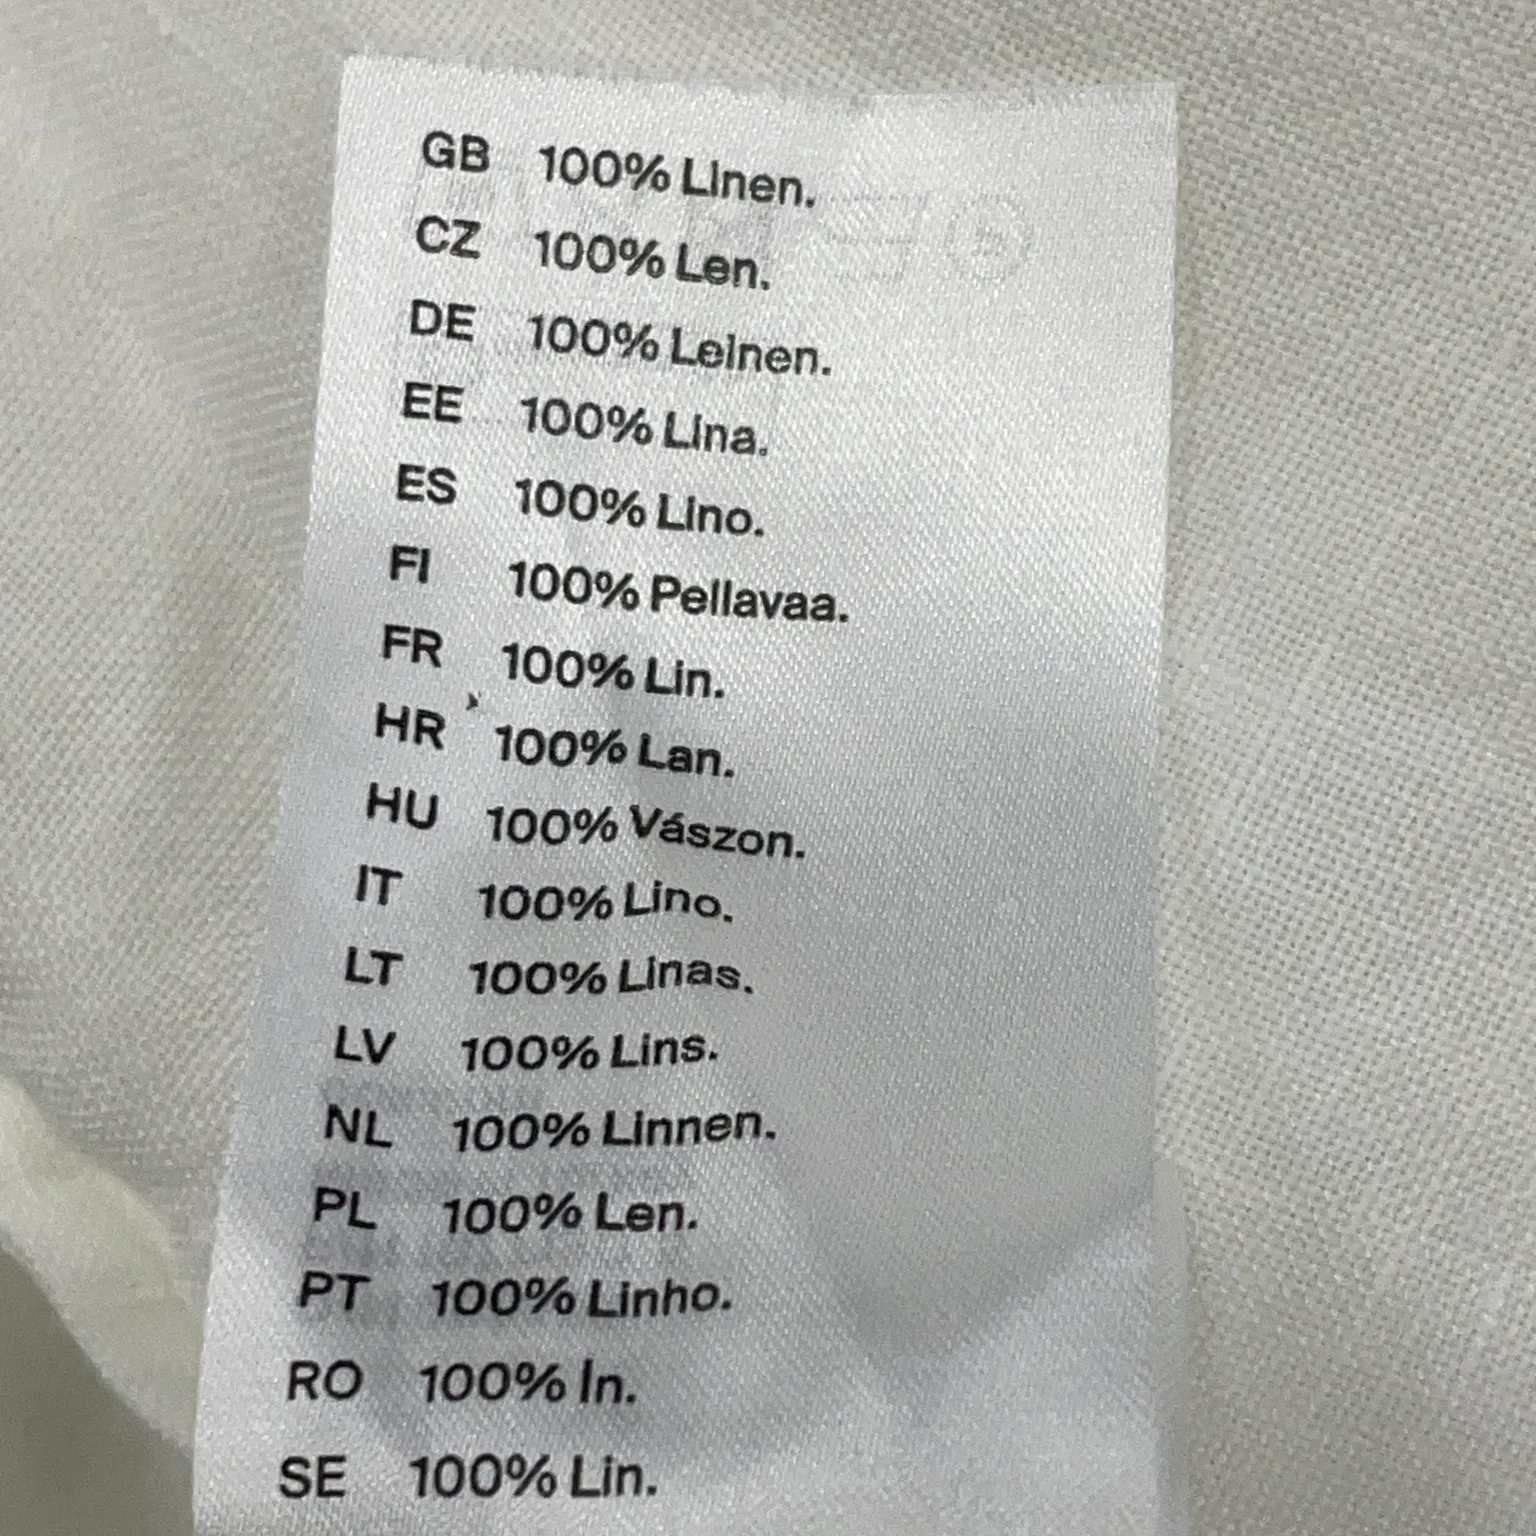 GB 100% Linen.
CZ 100% Len.
DE 100% Leinen.
EE 100% Lina.
ES 100% Lino.
FI 100% Pellavaa.
FR 100% Lin.
HR 100% Lan.
HU 100% Vászon.
IT 100% Lino.
LT 100% Linas.
LV 100% Lins.
NL 100% Linnen.
PL 100% Len.
PT 100% Linho.
RO 100% In.
SE 100% Lin.